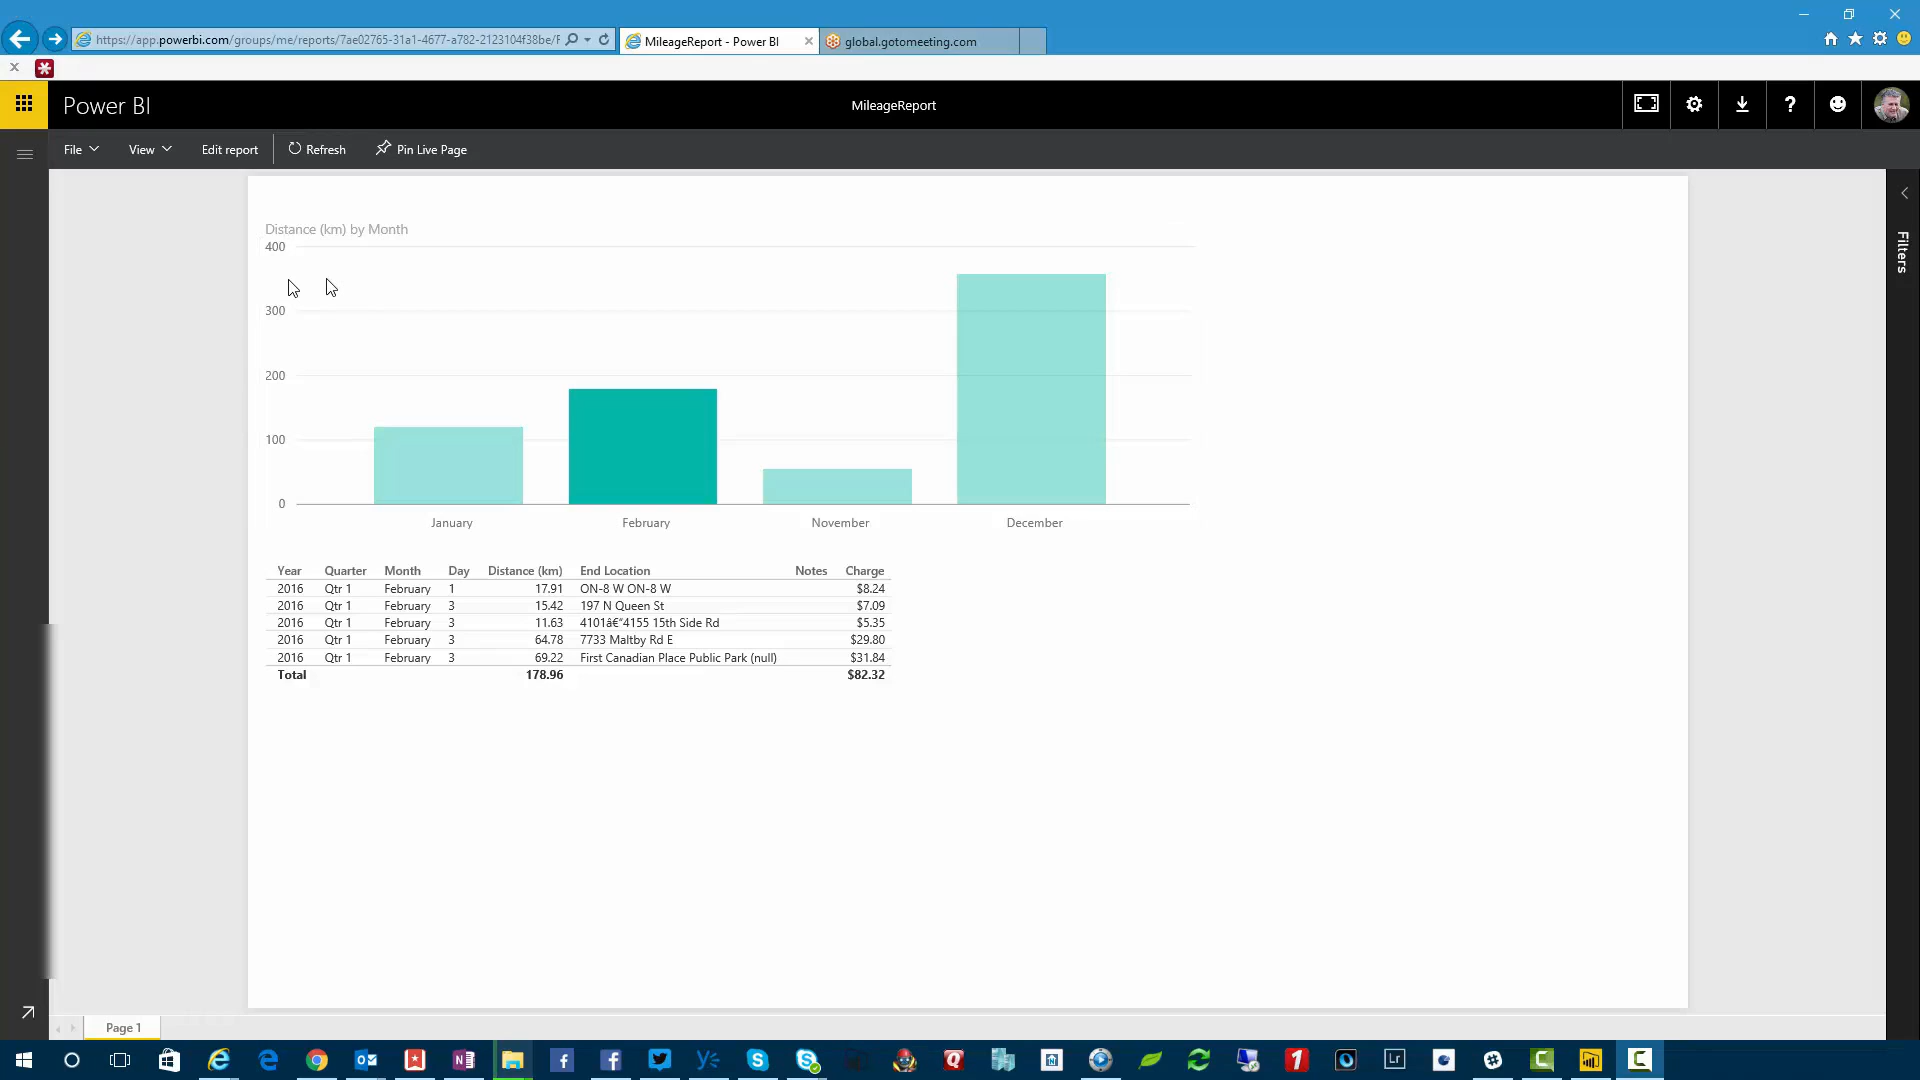 https://app.powerbi.com/groups/me/reports/7ae02765-31a1-4677-a782-2123104f38be/F
MileageReport - Power BI
global.gotomeeting.com
Power BI
MileageReport
File
View
Edit report
Refresh
Pin Live Page
Filters
Distance (km) by Month
400
300
200
100
0
January
February
November
December
Year Quarter Month Day Distance (km) End Location Notes Charge
2016 Qtr 1 February 1 17.91 ON-8 W ON-8 W $8.24
2016 Qtr 1 February 3 15.42 197 N Queen St $7.09
2016 Qtr 1 February 3 11.63 4101â€“4155 15th Side Rd $5.35
2016 Qtr 1 February 3 64.78 7733 Maltby Rd E $29.80
2016 Qtr 1 February 3 69.22 First Canadian Place Public Park (null) $31.84
Total 178.96 $82.32
Page 1